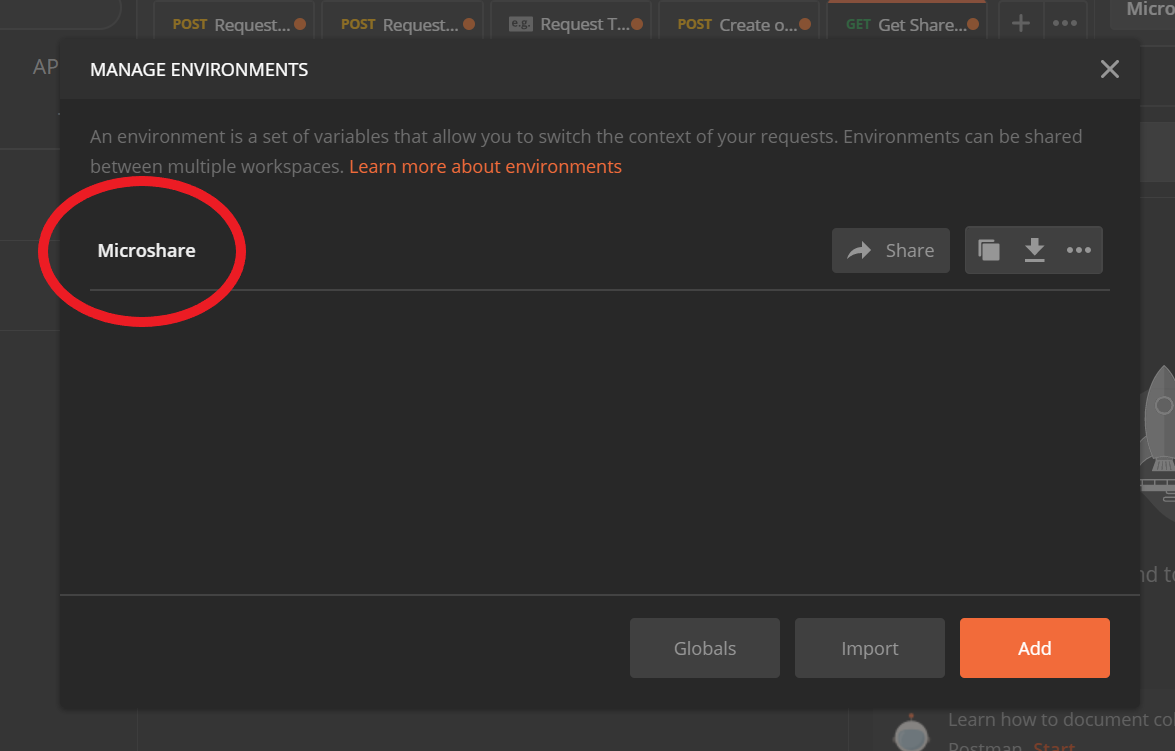 POST Request...
POST Request...
e.g. Request T...
POST Create o...
GET Get Share...
Micro
AP
MANAGE ENVIRONMENTS
An environment is a set of variables that allow you to switch the context of your requests. Environments can be shared
between multiple workspaces. Learn more about environments
Microshare
Share
nd to
Globals
Import
Add
Learn how to document co
Postman. Start